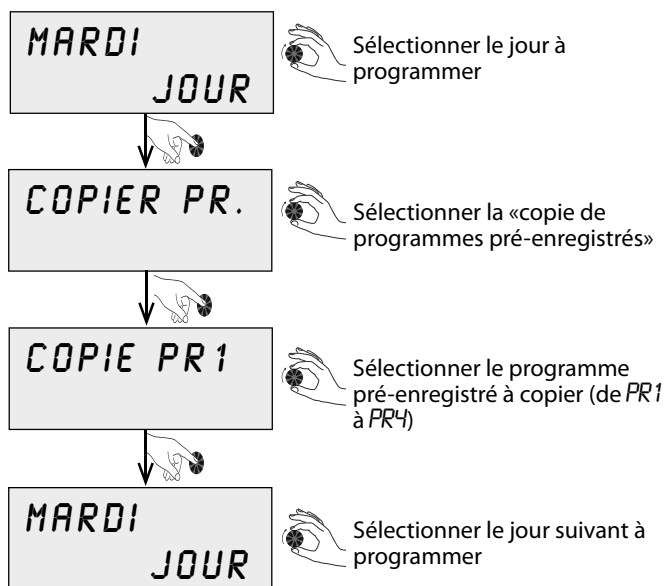 MARDI
JOUR
Sélectionner le jour à
programmer
COPIER PR.
Sélectionner la «copie de
programmes pré-enregistrés»
COPIE PR1
Sélectionner le programme
pré-enregistré à copier (de PR1
à PR4)
MARDI
JOUR
Sélectionner le jour suivant à
programmer